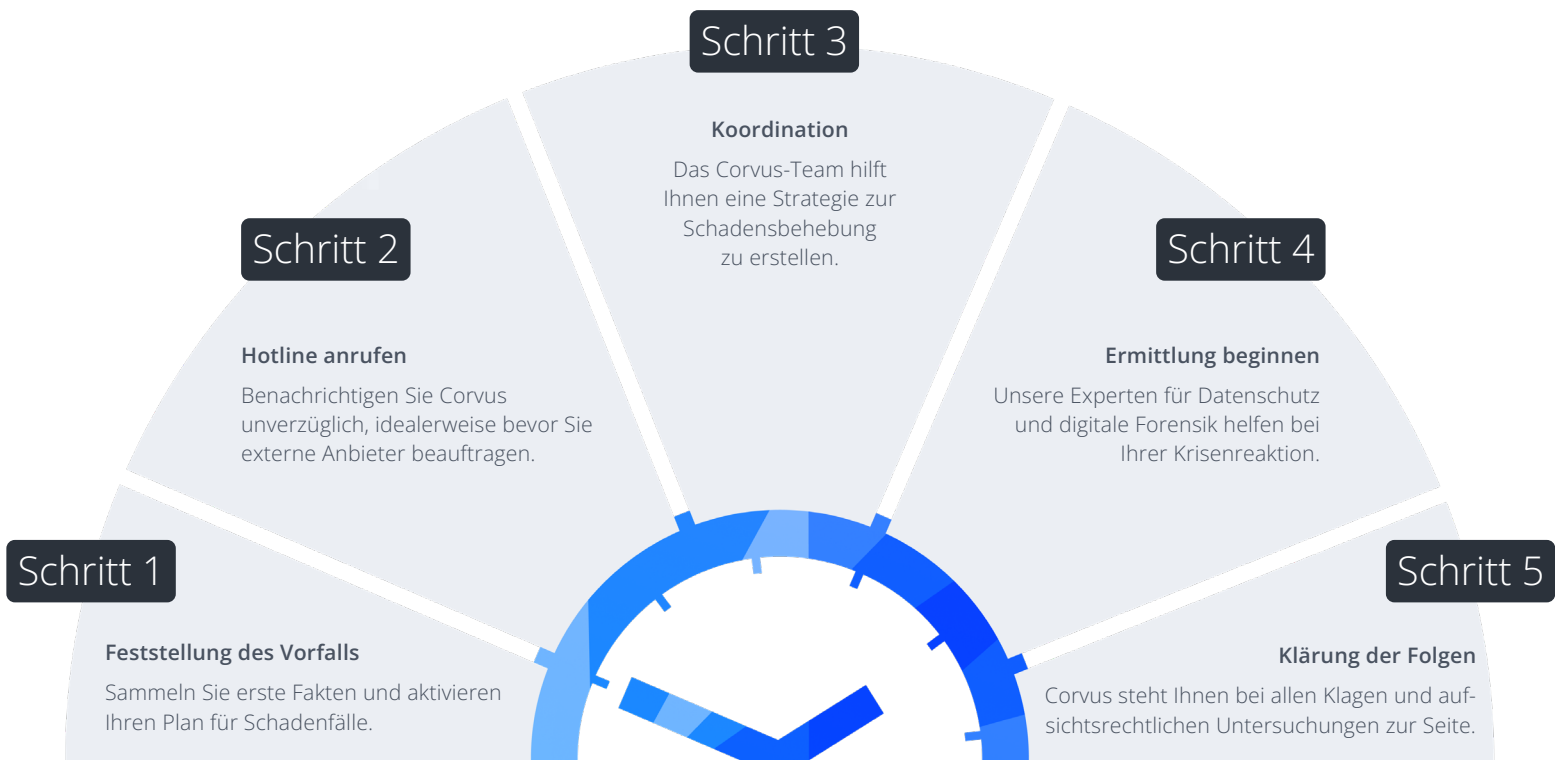 Schritt 1
Feststellung des Vorfalls
Sammeln Sie erste Fakten und aktivieren
Ihren Plan für Schadenfälle.
Schritt 2
Hotline anrufen
Benachrichtigen Sie Corvus
unverzüglich, idealerweise bevor Sie
externe Anbieter beauftragen.
Schritt 3
Koordination
Das Corvus-Team hilft
Ihnen eine Strategie zur
Schadensbehebung
zu erstellen.
Schritt 4
Ermittlung beginnen
Unsere Experten für Datenschutz
und digitale Forensik helfen bei
Ihrer Krisenreaktion.
Schritt 5
Klärung der Folgen
Corvus steht Ihnen bei allen Klagen und auf-
sichtsrechtlichen Untersuchungen zur Seite.